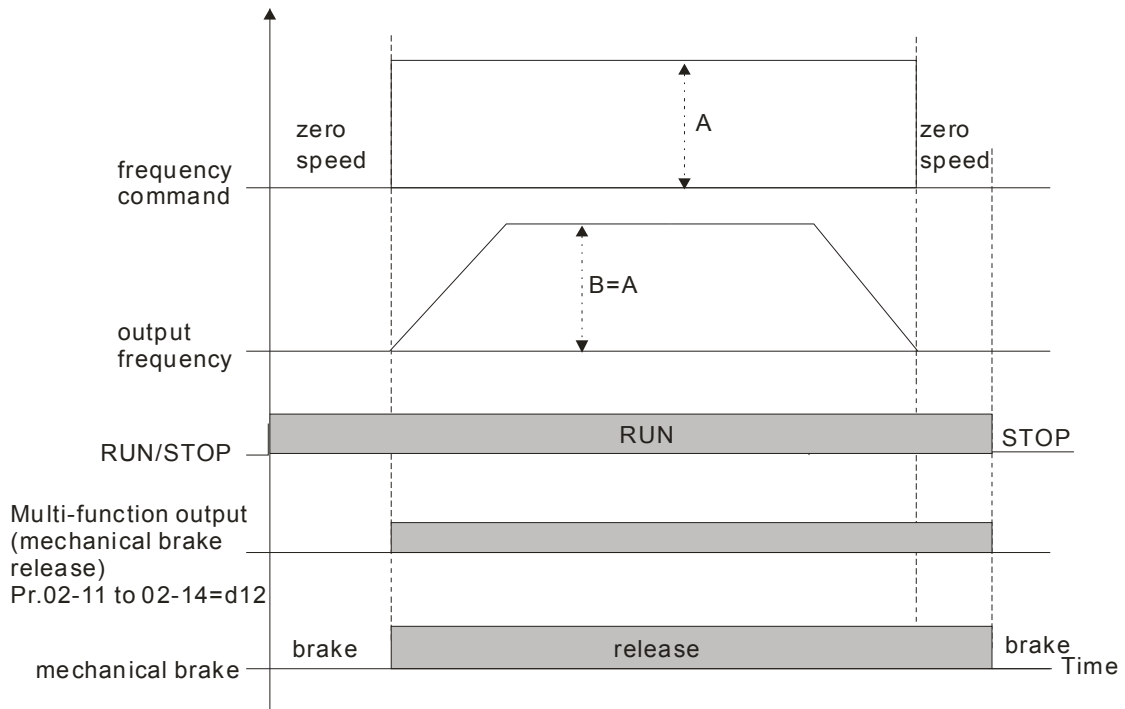 zero
speed
A
zero
speed
frequency
command
B=A
output
frequency
RUN
STOP
RUN/STOP
Multi-function output
(mechanical brake
release)
Pr.02-11 to 02-14=d12
brake
release
brake
Time
mechanical brake